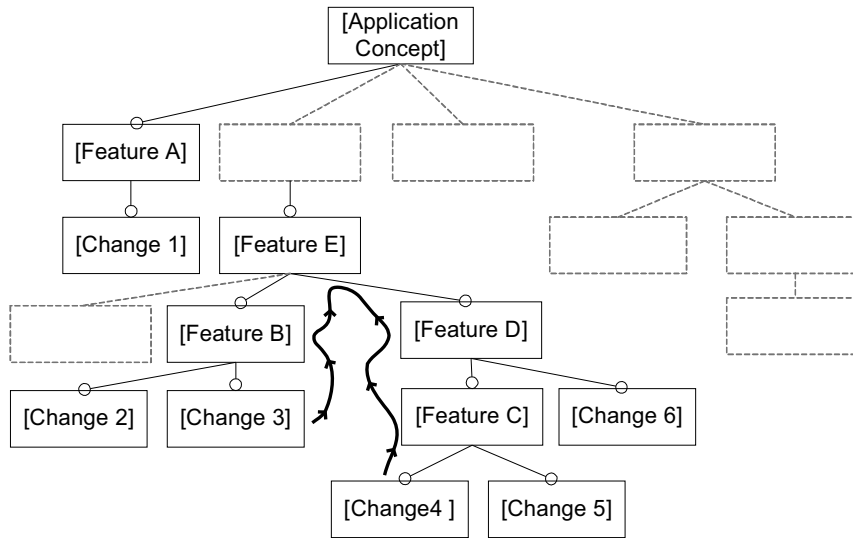 [Application
Concept]
[Feature A]
[Change 1]
[Feature E]
[Feature B]
[Feature D]
[Change 2]
[Change 3]
[Feature C]
[Change 6]
[Change4 ]
[Change 5]